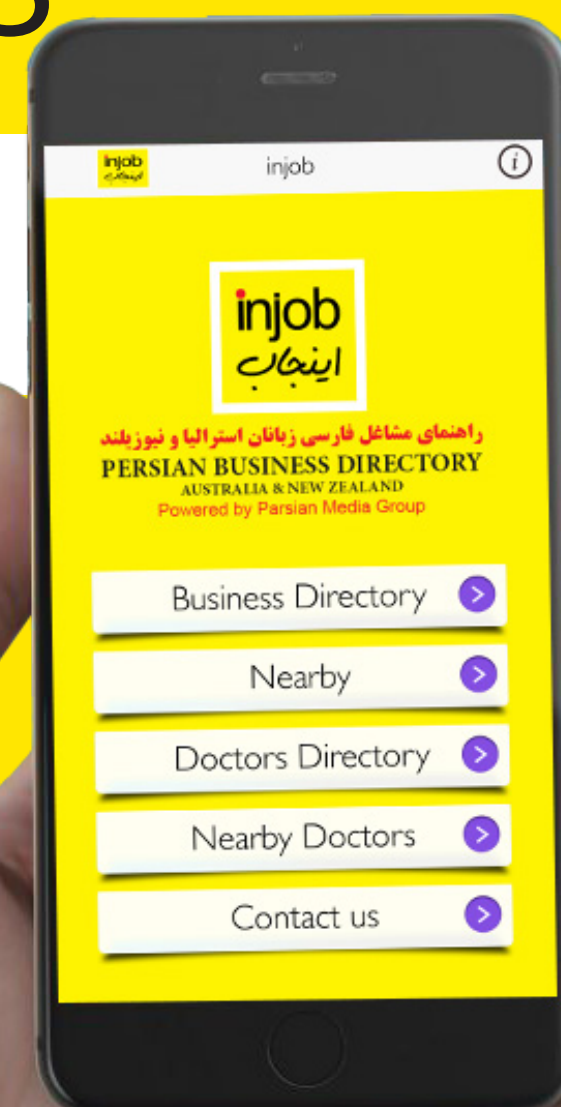 injob
اینجاب
injob
i
injob
اینجاب
راهنمای مشاغل فارسی زبانان استرالیا و نیوزیلند
PERSIAN BUSINESS DIRECTORY
AUSTRALIA & NEW ZEALAND
Powered by Parsian Media Group
Business Directory
Nearby
Doctors Directory
Nearby Doctors
Contact us